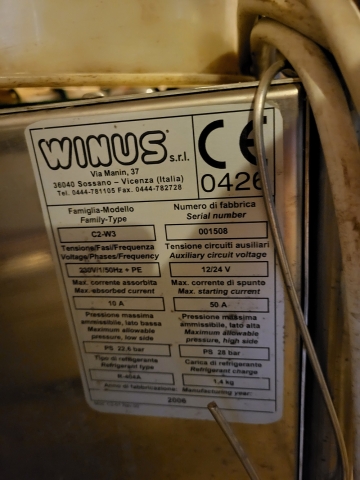 WINUS s.r.l.
Via Manin, 37
36040 Sossano - Vicenza (Italia)
Tel. 0444-781105 Fax. 0444-782728
CE
0426
Famiglia-Modello
Family-Type
C2-W3
Numero di fabbrica
Serial number
001508
Tensione/Fasi/Frequenza
Voltage/Phases/Frequency
230V/1/50Hz + PE
Tensione circuiti ausiliari
Auxiliary circuit voltage
12/24 V
Max. corrente assorbita
Max. absorbed current
10 A
Max. corrente di spunto
Max. starting current
50 A
Pressione massima
ammissibile, lato bassa
Maximum allowable
pressure, low side
PS 22,6 bar
Pressione massima
ammissibile, lato alta
Maximum allowable
pressure, high side
PS 28 bar
Tipo di refrigerante
Refrigerant type
R-404A
Carica di refrigerante
Refrigerant charge
1,4 kg
Anno di fabbricazione: Manufacturing year:
2006